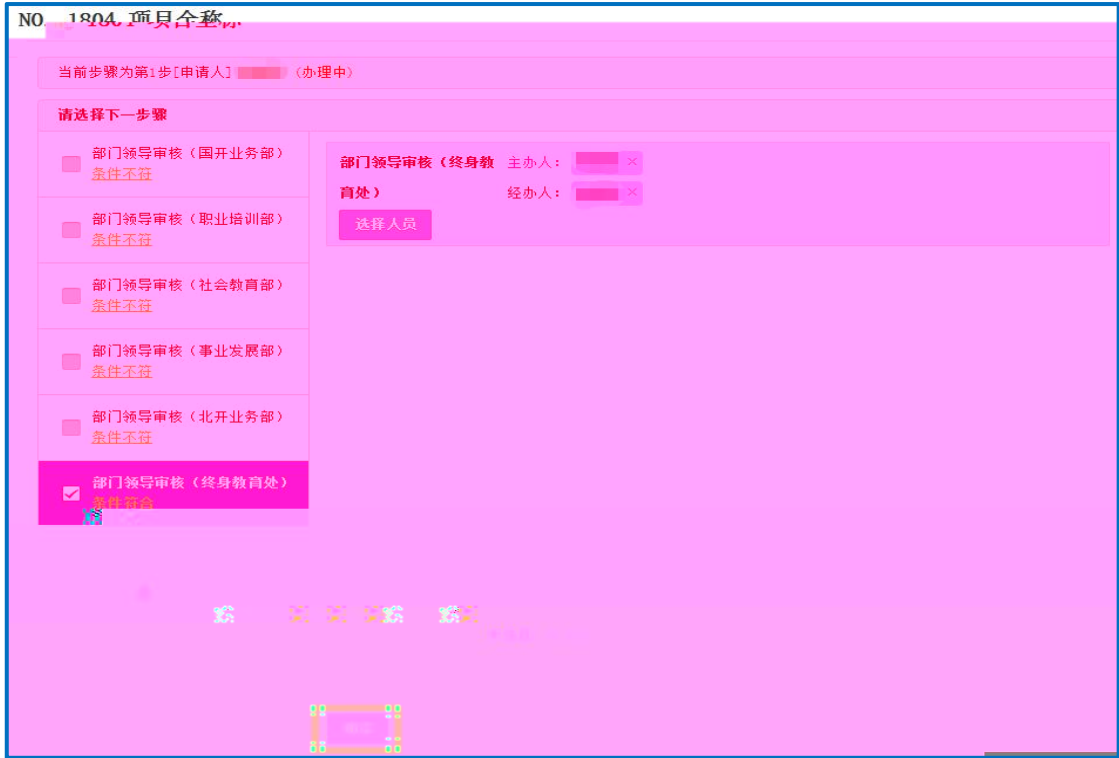 NO. 1804 项目全称
当前步骤为第1步[申请人] (办理中)
请选择下一步骤
部门领导审核（国开业务部）
条件不符
部门领导审核（职业培训部）
条件不符
部门领导审核（社会教育部）
条件不符
部门领导审核（事业发展部）
条件不符
部门领导审核（北开业务部）
条件不符
部门领导审核（终身教育处）
条件符合
部门领导审核（终身教育处） 主办人： ×
经办人： ×
选择人员